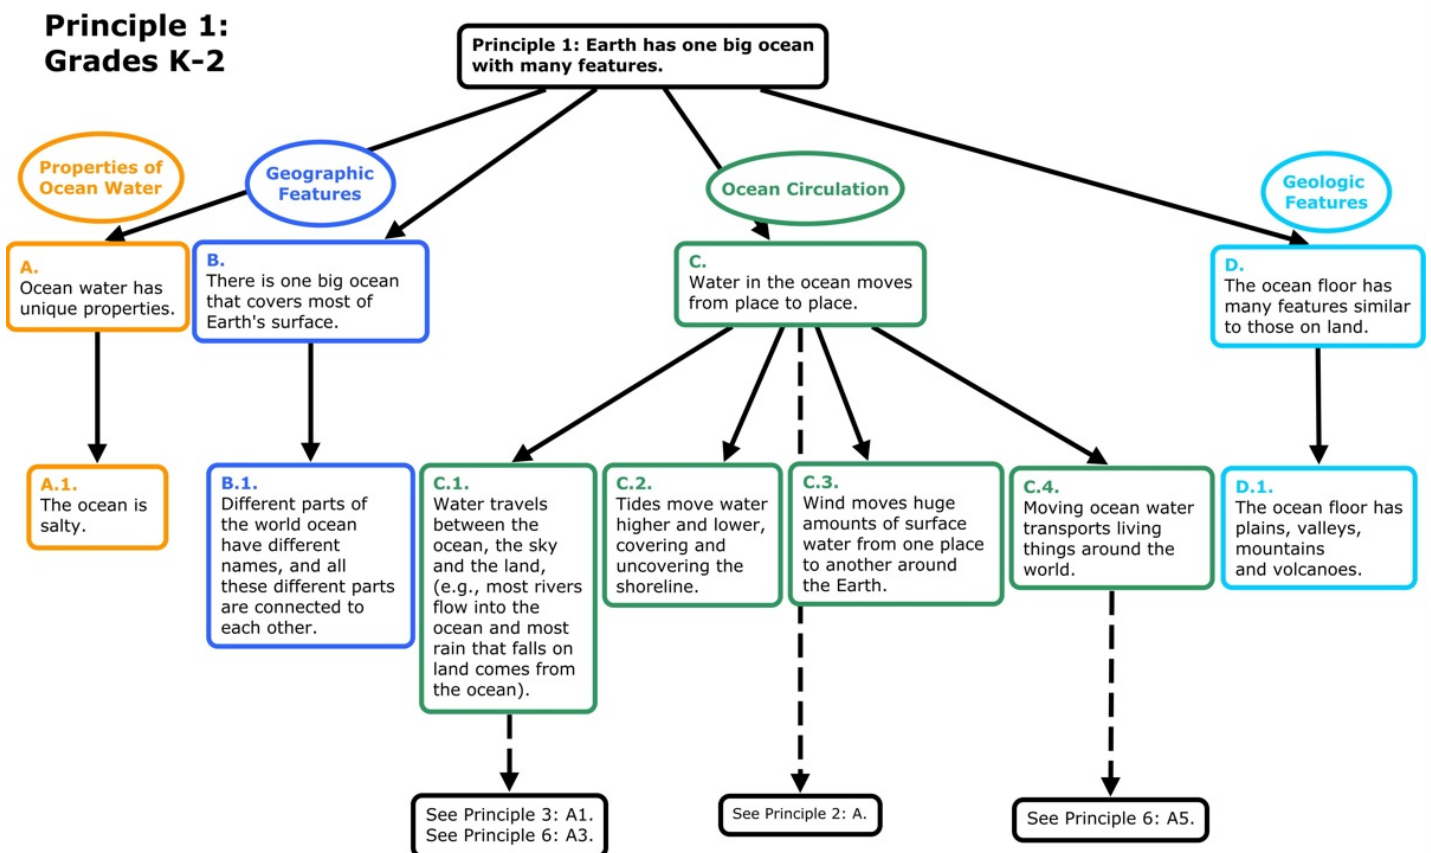 Principle 1:
Grades K-2
Principle 1: Earth has one big ocean
with many features.
Properties of
Ocean Water
Geographic
Features
Ocean Circulation
Geologic
Features
A.
Ocean water has
unique properties.
B.
There is one big ocean
that covers most of
Earth's surface.
C.
Water in the ocean moves
from place to place.
D.
The ocean floor has
many features similar
to those on land.
A.1.
The ocean is
salty.
B.1.
Different parts of
the world ocean
have different
names, and all
these different parts
are connected to
each other.
C.1.
Water travels
between the
ocean, the sky
and the land,
(e.g., most rivers
flow into the
ocean and most
rain that falls on
land comes from
the ocean).
C.2.
Tides move water
higher and lower,
covering and
uncovering the
shoreline.
C.3.
Wind moves huge
amounts of surface
water from one place
to another around
the Earth.
C.4.
Moving ocean water
transports living
things around the
world.
D.1.
The ocean floor has
plains, valleys,
mountains
and volcanoes.
See Principle 3: A1.
See Principle 6: A3.
See Principle 2: A.
See Principle 6: A5.